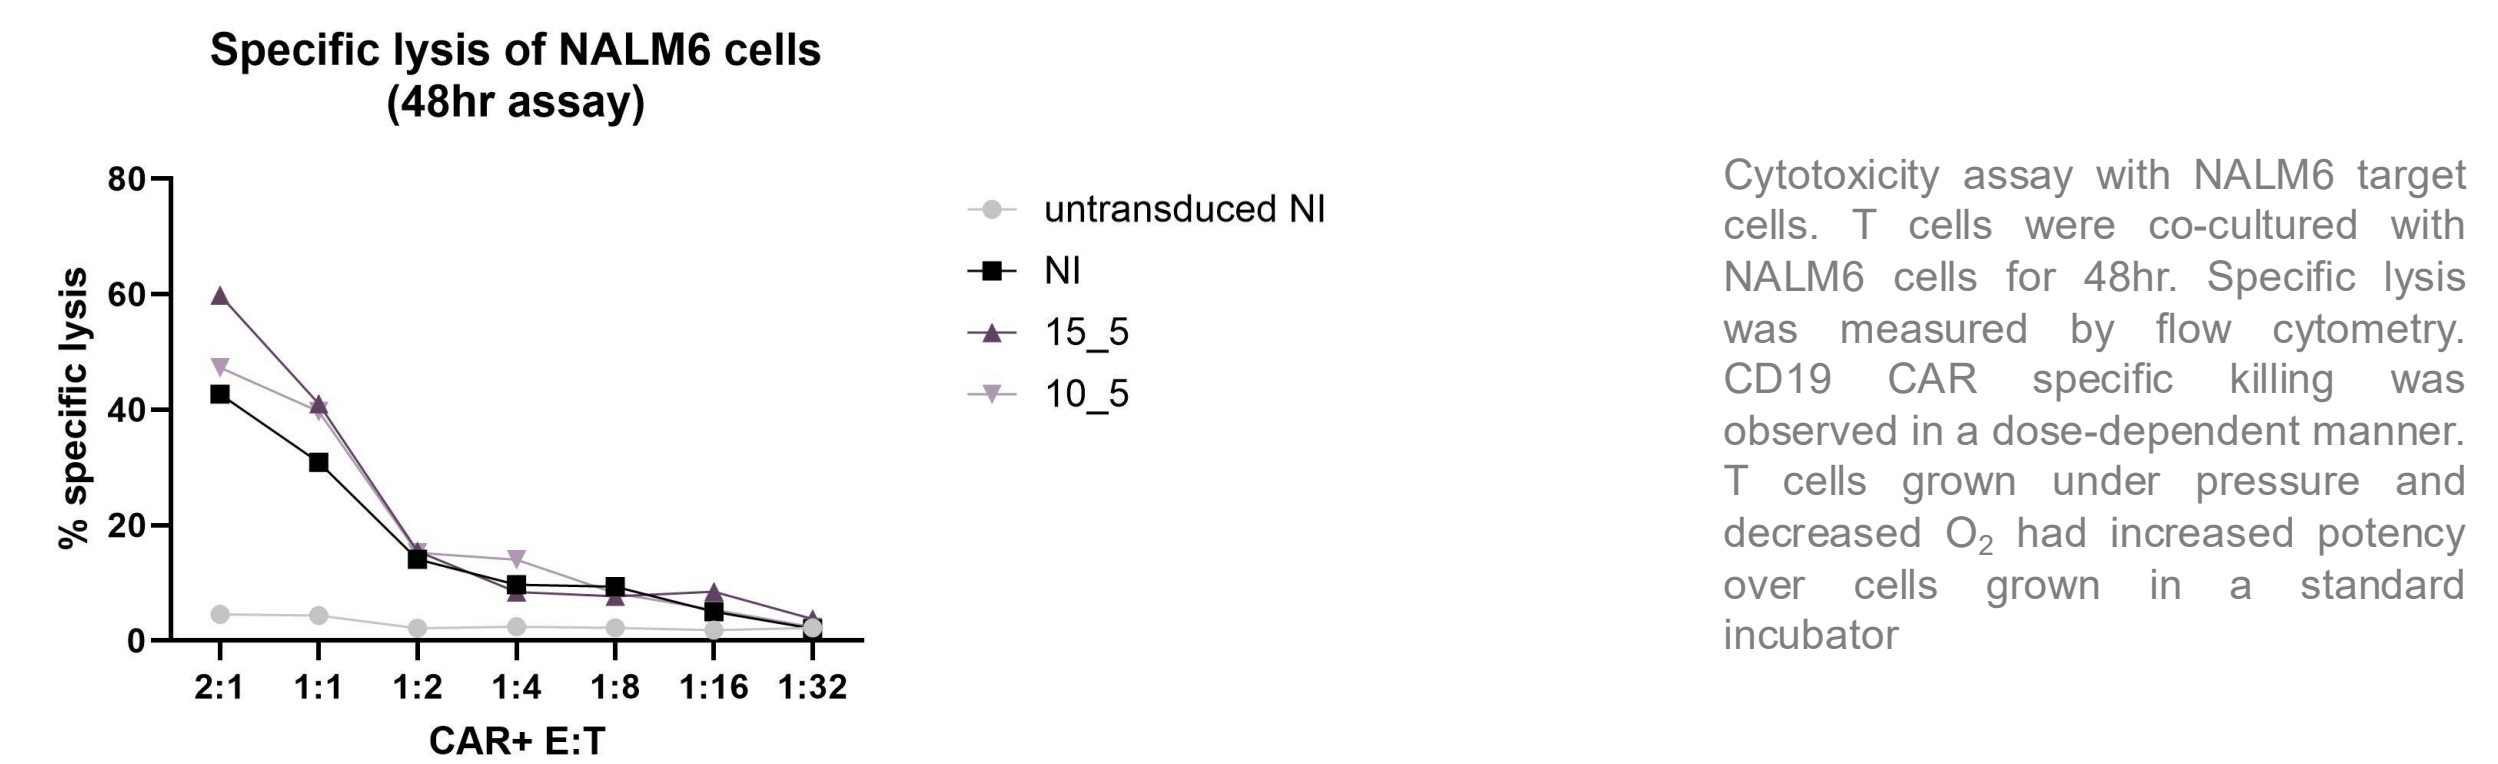 Specific lysis of NALM6 cells
(48hr assay)
80
60
40
20
0
% specific lysis
2:1 1:1 1:2 1:4 1:8 1:16 1:32
CAR+ E:T
untransduced NI
NI
15_5
10_5
Cytotoxicity assay with NALM6 target
cells. T cells were co-cultured with
NALM6 cells for 48hr. Specific lysis
was measured by flow cytometry.
CD19 CAR specific killing was
observed in a dose-dependent manner.
T cells grown under pressure and
decreased O₂ had increased potency
over cells grown in a standard
incubator